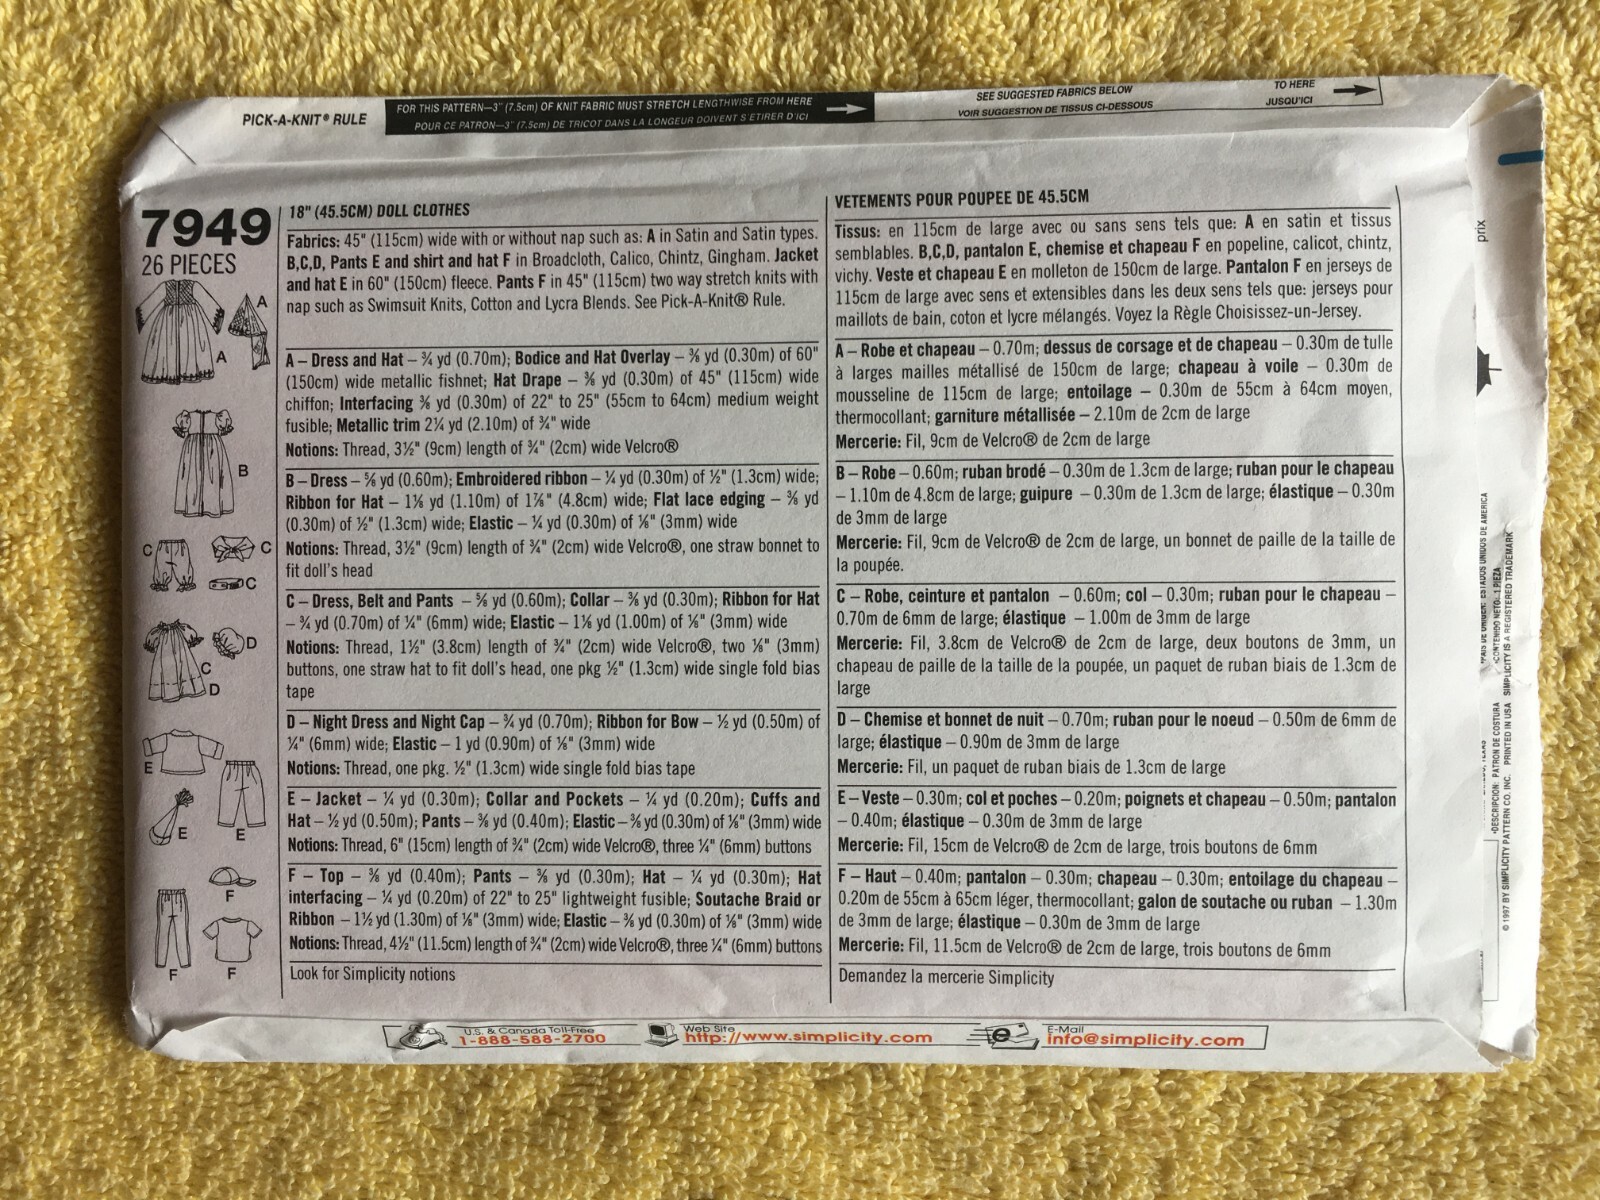 PICK-A-KNIT® RULE
FOR THIS PATTERN—3" (7.5cm) OF KNIT FABRIC MUST STRETCH LENGTHWISE FROM HERE
POUR CE PATRON—3" (7.5cm) DE TRICOT DANS LA LONGEUR DOIVENT S'ETIRER D'ICI
SEE SUGGESTED FABRICS BELOW
VOIR SUGGESTION DE TISSUS CI-DESSOUS
TO HERE
JUSQU'ICI
7949
26 PIECES
A
A
B
C
C
C
D
C
D
E
E
E
F
F
F
18" (45.5CM) DOLL CLOTHES
Fabrics: 45" (115cm) wide with or without nap such as: A in Satin and Satin types.
B,C,D, Pants E and shirt and hat F in Broadcloth, Calico, Chintz, Gingham. Jacket
and hat E in 60" (150cm) fleece. Pants F in 45" (115cm) two way stretch knits with
nap such as Swimsuit Knits, Cotton and Lycra Blends. See Pick-A-Knit® Rule.
A – Dress and Hat – ¾ yd (0.70m); Bodice and Hat Overlay – ⅜ yd (0.30m) of 60"
(150cm) wide metallic fishnet; Hat Drape – ⅜ yd (0.30m) of 45" (115cm) wide
chiffon; Interfacing ⅜ yd (0.30m) of 22" to 25" (55cm to 64cm) medium weight
fusible; Metallic trim 2¼ yd (2.10m) of ¾" wide
Notions: Thread, 3½" (9cm) length of ¾" (2cm) wide Velcro®
B – Dress – ⅝ yd (0.60m); Embroidered ribbon – ¼ yd (0.30m) of ½" (1.3cm) wide;
Ribbon for Hat – 1⅛ yd (1.10m) of 1⅞" (4.8cm) wide; Flat lace edging – ⅜ yd
(0.30m) of ½" (1.3cm) wide; Elastic – ¼ yd (0.30m) of ⅛" (3mm) wide
Notions: Thread, 3½" (9cm) length of ¾" (2cm) wide Velcro®, one straw bonnet to
fit doll's head
C – Dress, Belt and Pants – ⅝ yd (0.60m); Collar – ⅜ yd (0.30m); Ribbon for Hat
– ¾ yd (0.70m) of ¼" (6mm) wide; Elastic – 1⅛ yd (1.00m) of ⅛" (3mm) wide
Notions: Thread, 1½" (3.8cm) length of ¾" (2cm) wide Velcro®, two ⅛" (3mm)
buttons, one straw hat to fit doll's head, one pkg ½" (1.3cm) wide single fold bias
tape
D – Night Dress and Night Cap – ¾ yd (0.70m); Ribbon for Bow – ½ yd (0.50m) of
¼" (6mm) wide; Elastic – 1 yd (0.90m) of ⅛" (3mm) wide
Notions: Thread, one pkg. ½" (1.3cm) wide single fold bias tape
E – Jacket – ¼ yd (0.30m); Collar and Pockets – ¼ yd (0.20m); Cuffs and
Hat – ½ yd (0.50m); Pants – ⅜ yd (0.40m); Elastic – ⅜ yd (0.30m) of ⅛" (3mm) wide
Notions: Thread, 6" (15cm) length of ¾" (2cm) wide Velcro®, three ¼" (6mm) buttons
F – Top – ⅜ yd (0.40m); Pants – ⅜ yd (0.30m); Hat – ¼ yd (0.30m); Hat
interfacing – ¼ yd (0.20m) of 22" to 25" lightweight fusible; Soutache Braid or
Ribbon – 1½ yd (1.30m) of ⅛" (3mm) wide; Elastic – ⅜ yd (0.30m) of ⅛" (3mm) wide
Notions: Thread, 4½" (11.5cm) length of ¾" (2cm) wide Velcro®, three ¼" (6mm) buttons
Look for Simplicity notions
VETEMENTS POUR POUPEE DE 45.5CM
Tissus: en 115cm de large avec ou sans sens tels que: A en satin et tissus
semblables. B,C,D, pantalon E, chemise et chapeau F en popeline, calicot, chintz,
vichy. Veste et chapeau E en molleton de 150cm de large. Pantalon F en jerseys de
115cm de large avec sens et extensibles dans les deux sens tels que: jerseys pour
maillots de bain, coton et lycre mélangés. Voyez la Règle Choisissez-un-Jersey.
A – Robe et chapeau – 0.70m; dessus de corsage et de chapeau – 0.30m de tulle
à larges mailles métallisé de 150cm de large; chapeau à voile – 0.30m de
mousseline de 115cm de large; entoilage – 0.30m de 55cm à 64cm moyen,
thermocollant; garniture métallisée – 2.10m de 2cm de large
Mercerie: Fil, 9cm de Velcro® de 2cm de large
B – Robe – 0.60m; ruban brodé – 0.30m de 1.3cm de large; ruban pour le chapeau
– 1.10m de 4.8cm de large; guipure – 0.30m de 1.3cm de large; élastique – 0.30m
de 3mm de large
Mercerie: Fil, 9cm de Velcro® de 2cm de large, un bonnet de paille de la taille de
la poupée.
C – Robe, ceinture et pantalon – 0.60m; col – 0.30m; ruban pour le chapeau –
0.70m de 6mm de large; élastique – 1.00m de 3mm de large
Mercerie: Fil, 3.8cm de Velcro® de 2cm de large, deux boutons de 3mm, un
chapeau de paille de la taille de la poupée, un paquet de ruban biais de 1.3cm de
large
D – Chemise et bonnet de nuit – 0.70m; ruban pour le noeud – 0.50m de 6mm de
large; élastique – 0.90m de 3mm de large
Mercerie: Fil, un paquet de ruban biais de 1.3cm de large
E – Veste – 0.30m; col et poches – 0.20m; poignets et chapeau – 0.50m; pantalon
– 0.40m; élastique – 0.30m de 3mm de large
Mercerie: Fil, 15cm de Velcro® de 2cm de large, trois boutons de 6mm
F – Haut – 0.40m; pantalon – 0.30m; chapeau – 0.30m; entoilage du chapeau –
0.20m de 55cm à 65cm léger, thermocollant; galon de soutache ou ruban – 1.30m
de 3mm de large; élastique – 0.30m de 3mm de large
Mercerie: Fil, 11.5cm de Velcro® de 2cm de large, trois boutons de 6mm
Demandez la mercerie Simplicity
prix
ESTADOS UNIDOS DE AMERICA
•DESCRIPCION: PATRON DE COSTURA •CONTENIDO NETO: 1 PIEZA
© 1997 BY SIMPLICITY PATTERN CO. INC. PRINTED IN USA SIMPLICITY IS A REGISTERED TRADEMARK
U.S. & Canada Toll-Free
1-888-588-2700
Web Site
http://www.simplicity.com
E-Mail
info@simplicity.com